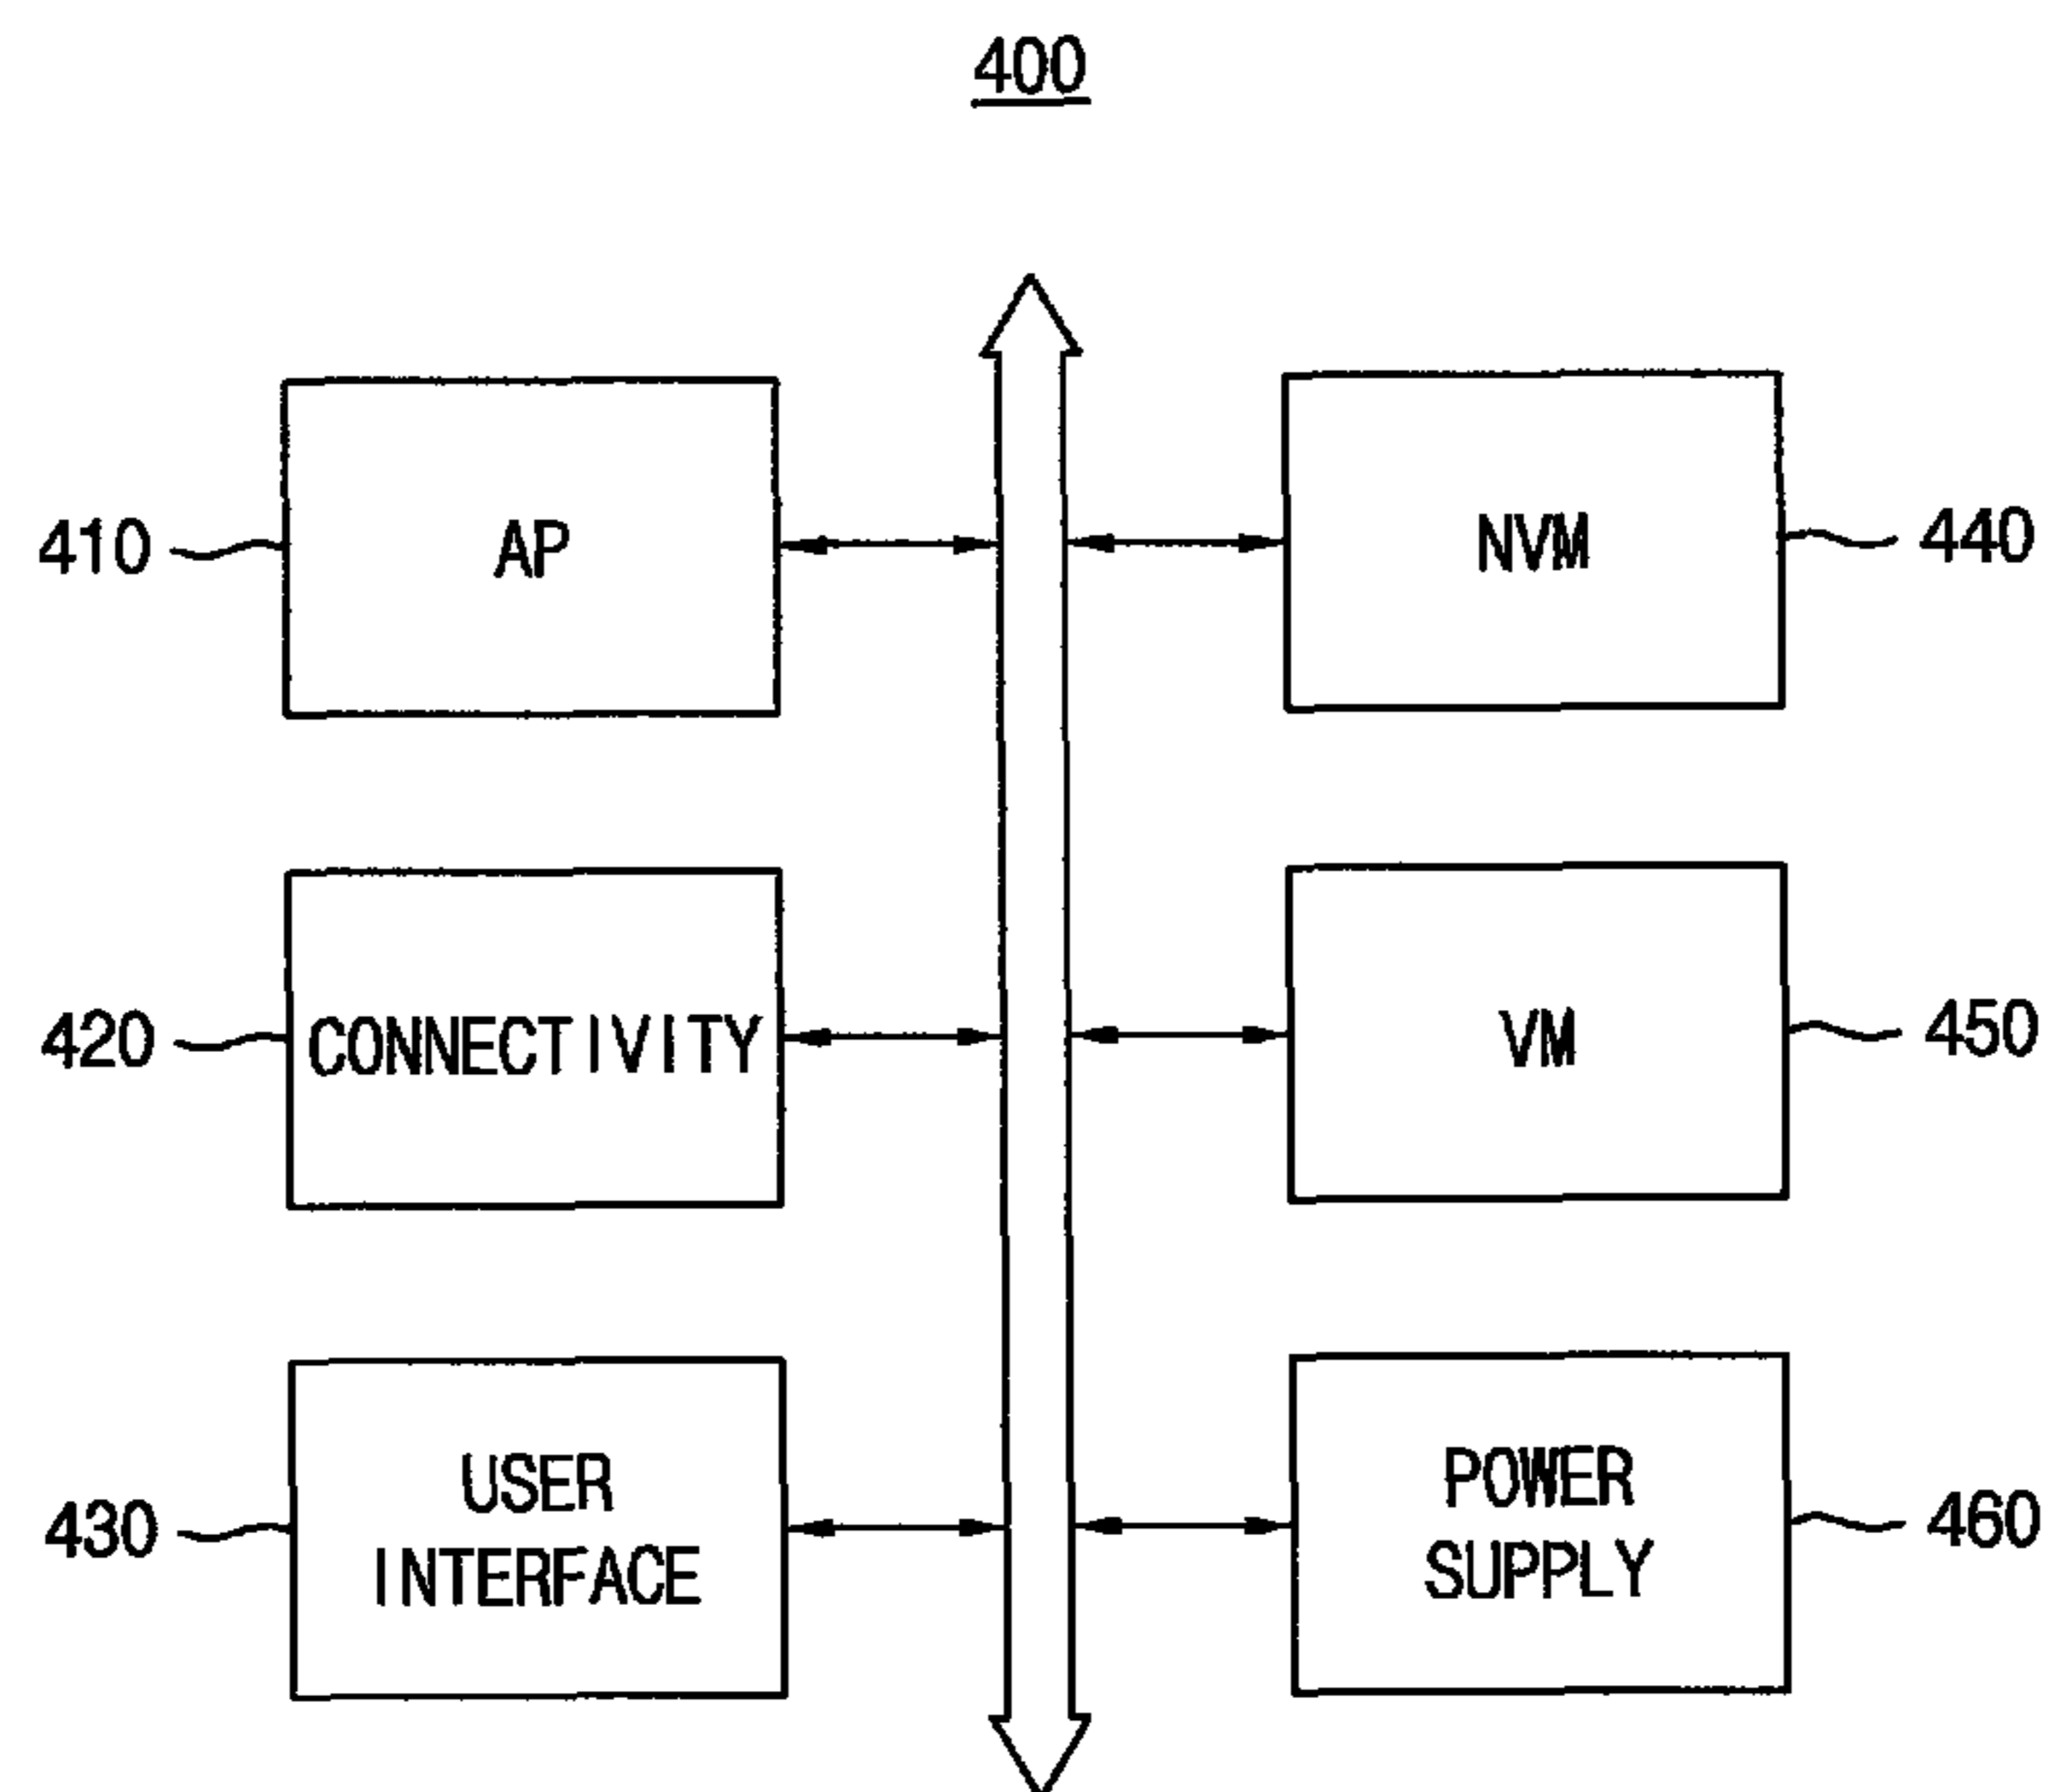 400
410
AP
NVM
440
420
CONNECTIVITY
VM
450
430
USER
INTERFACE
POWER
SUPPLY
460